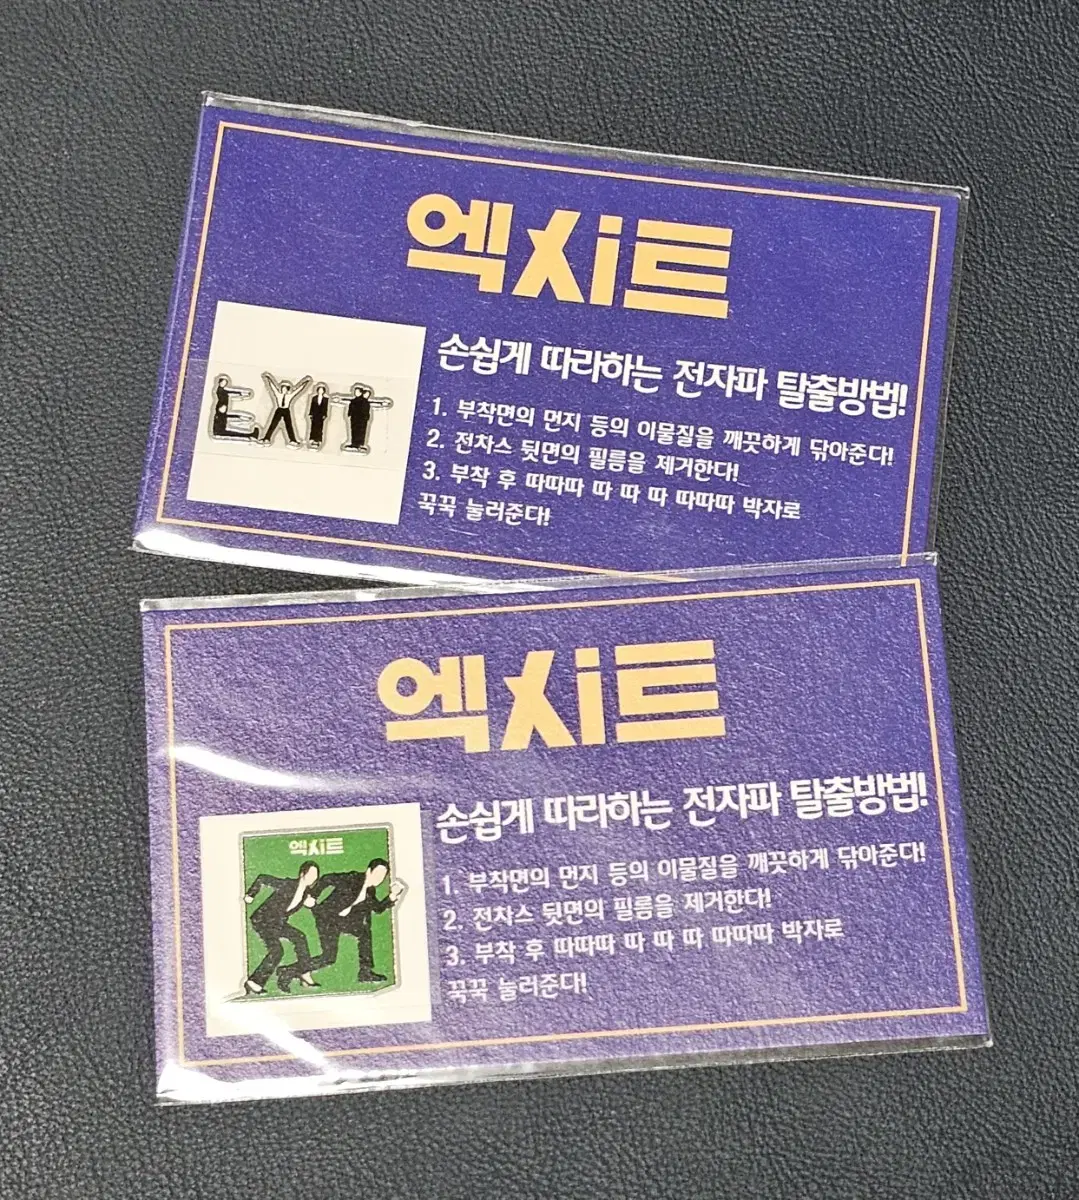 엑시트
손쉽게 따라하는 전자파 탈출방법!
1. 부착면의 먼지 등의 이물질을 깨끗하게 닦아준다!
2. 전차스 뒷면의 필름을 제거한다!
3. 부착 후 따따따 따 따 따 따따따 박자로
꾹꾹 눌러준다!
EXIT
엑시트
손쉽게 따라하는 전자파 탈출방법!
1. 부착면의 먼지 등의 이물질을 깨끗하게 닦아준다!
2. 전차스 뒷면의 필름을 제거한다!
3. 부착 후 따따따 따 따 따 따따따 박자로
꾹꾹 눌러준다!
엑시트